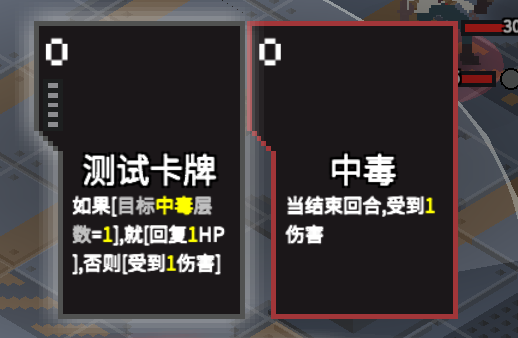 0
测试卡牌
如果[目标中毒层
数=1],就[回复1HP
],否则[受到1伤害]
0
中毒
当结束回合,受到1
伤害
30